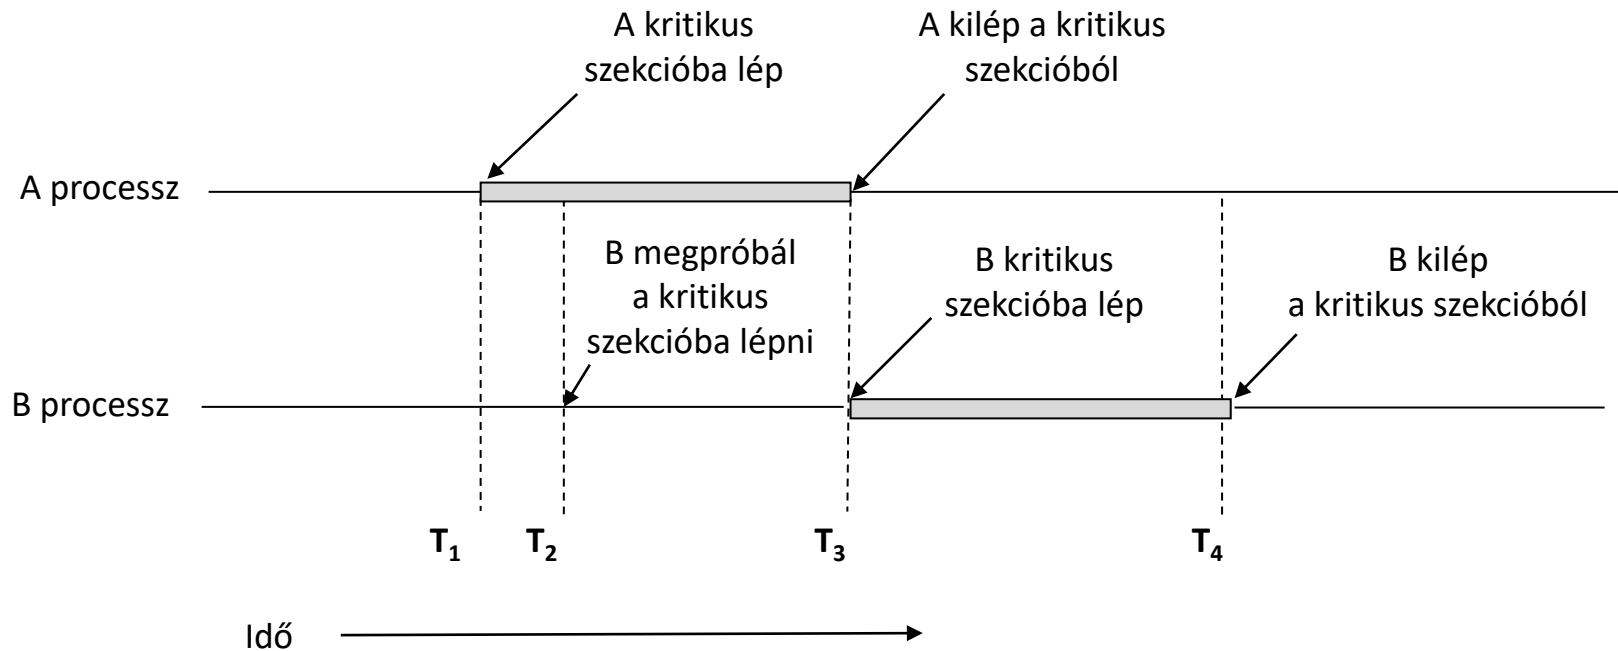 A kritikus
szekcióba lép
A kilép a kritikus
szekcióból
A processz
B megpróbál
a kritikus
szekcióba lépni
B kritikus
szekcióba lép
B kilép
a kritikus szekcióból
B processz
T₁
T₂
T₃
T₄
Idő